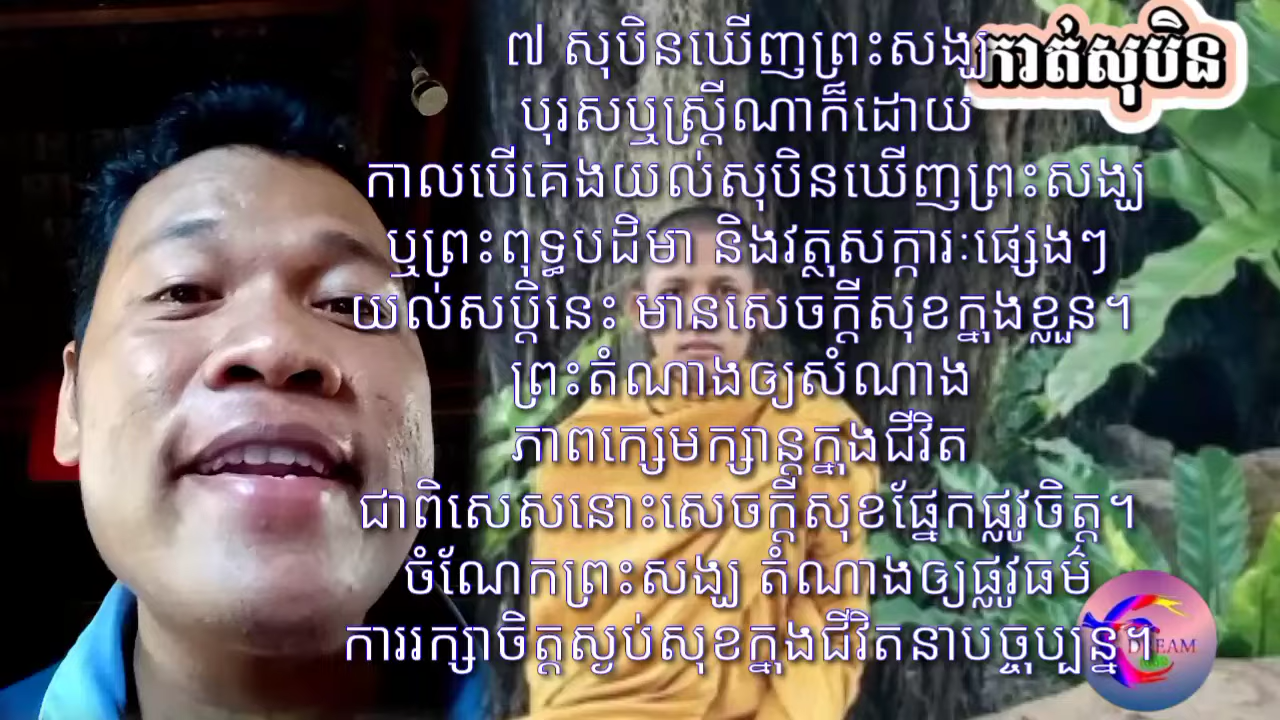 ៧ សុបិនឃើញព្រះសង្ឃ
កាត់សុបិន
បុរសឬស្ត្រីណាក៏ដោយ
កាលបើគេងយល់សុបិនឃើញព្រះសង្ឃ
ឬព្រះពុទ្ធបដិមា និងវត្ថុសក្ការៈផ្សេងៗ
យល់សប្តិនេះ មានសេចក្តីសុខក្នុងខ្លួន។
ព្រះតំណាងឲ្យសំណាង
ភាពក្សេមក្សាន្តក្នុងជីវិត
ជាពិសេសនោះសេចក្តីសុខផ្នែកផ្លូវចិត្ត។
ចំណែកព្រះសង្ឃ តំណាងឲ្យផ្លូវធម៌
ការរក្សាចិត្តស្ងប់សុខក្នុងជីវិតនាបច្ចុប្បន្ន។
DREAM